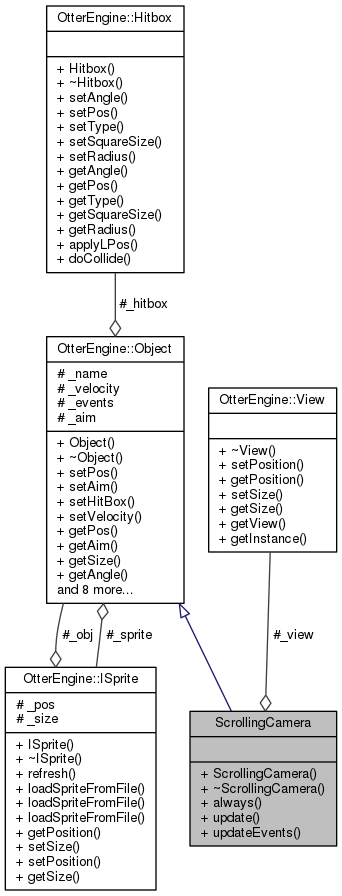 OtterEngine::Hitbox
+ Hitbox()
+ ~Hitbox()
+ setAngle()
+ setPos()
+ setType()
+ setSquareSize()
+ setRadius()
+ getAngle()
+ getPos()
+ getType()
+ getSquareSize()
+ getRadius()
+ applyLPos()
+ doCollide()
#_hitbox
OtterEngine::Object
# _name
# _velocity
# _events
# _aim
+ Object()
+ ~Object()
+ setPos()
+ setAim()
+ setHitBox()
+ setVelocity()
+ getPos()
+ getAim()
+ getSize()
+ getAngle()
and 8 more...
OtterEngine::View
+ ~View()
+ setPosition()
+ getPosition()
+ setSize()
+ getSize()
+ getView()
+ getInstance()
#_obj
#_sprite
#_view
OtterEngine::ISprite
# _pos
# _size
+ ISprite()
+ ~ISprite()
+ refresh()
+ loadSpriteFromFile()
+ loadSpriteFromFile()
+ loadSpriteFromFile()
+ getPosition()
+ setSize()
+ setPosition()
+ getSize()
ScrollingCamera
+ ScrollingCamera()
+ ~ScrollingCamera()
+ always()
+ update()
+ updateEvents()